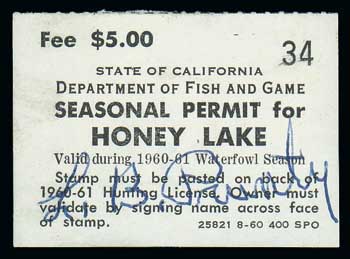 Fee $5.00
34
STATE OF CALIFORNIA
DEPARTMENT OF FISH AND GAME
SEASONAL PERMIT for
HONEY LAKE
Valid during 1960-61 Waterfowl Season
Stamp must be pasted on back of
1960-61 Hunting License. Owner must
validate by signing name across face
of stamp. 25821 8-60 400 SPO